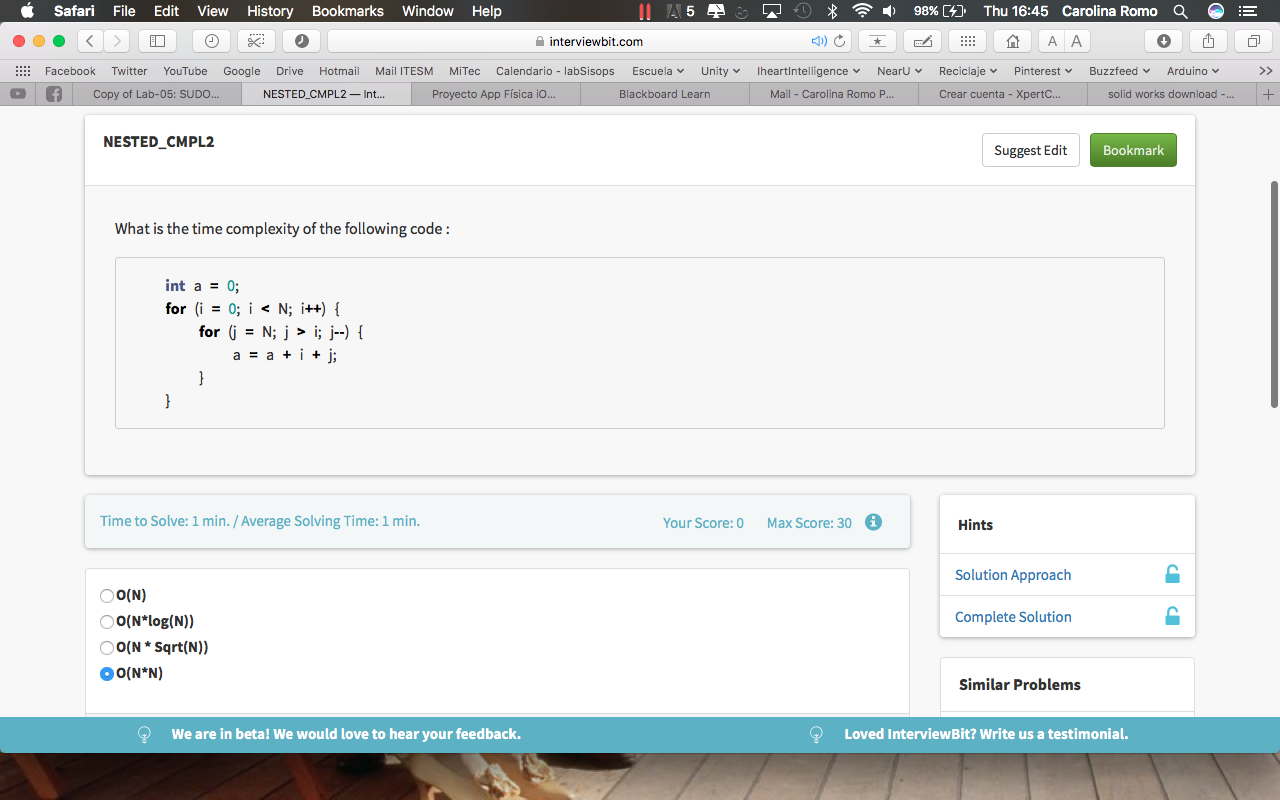 Safari File Edit View History Bookmarks Window Help 5 98% Thu 16:45 Carolina Romo
interviewbit.com A A
Facebook Twitter YouTube Google Drive Hotmail Mail ITESM MiTec Calendario - labSisops Escuela Unity IheartIntelligence NearU Reciclaje Pinterest Buzzfeed Arduino >>
Copy of Lab-05: SUDO... NESTED_CMPL2 — Int... Proyecto App Física iO... Blackboard Learn Mail - Carolina Romo P... Crear cuenta - XpertC... solid works download -... +
NESTED_CMPL2
Suggest Edit Bookmark
What is the time complexity of the following code :
int a = 0;
for (i = 0; i < N; i++) {
for (j = N; j > i; j--) {
a = a + i + j;
}
}
Time to Solve: 1 min. / Average Solving Time: 1 min. Your Score: 0 Max Score: 30
Hints
Solution Approach
Complete Solution
O(N)
O(N*log(N))
O(N * Sqrt(N))
O(N*N)
Similar Problems
We are in beta! We would love to hear your feedback. Loved InterviewBit? Write us a testimonial.